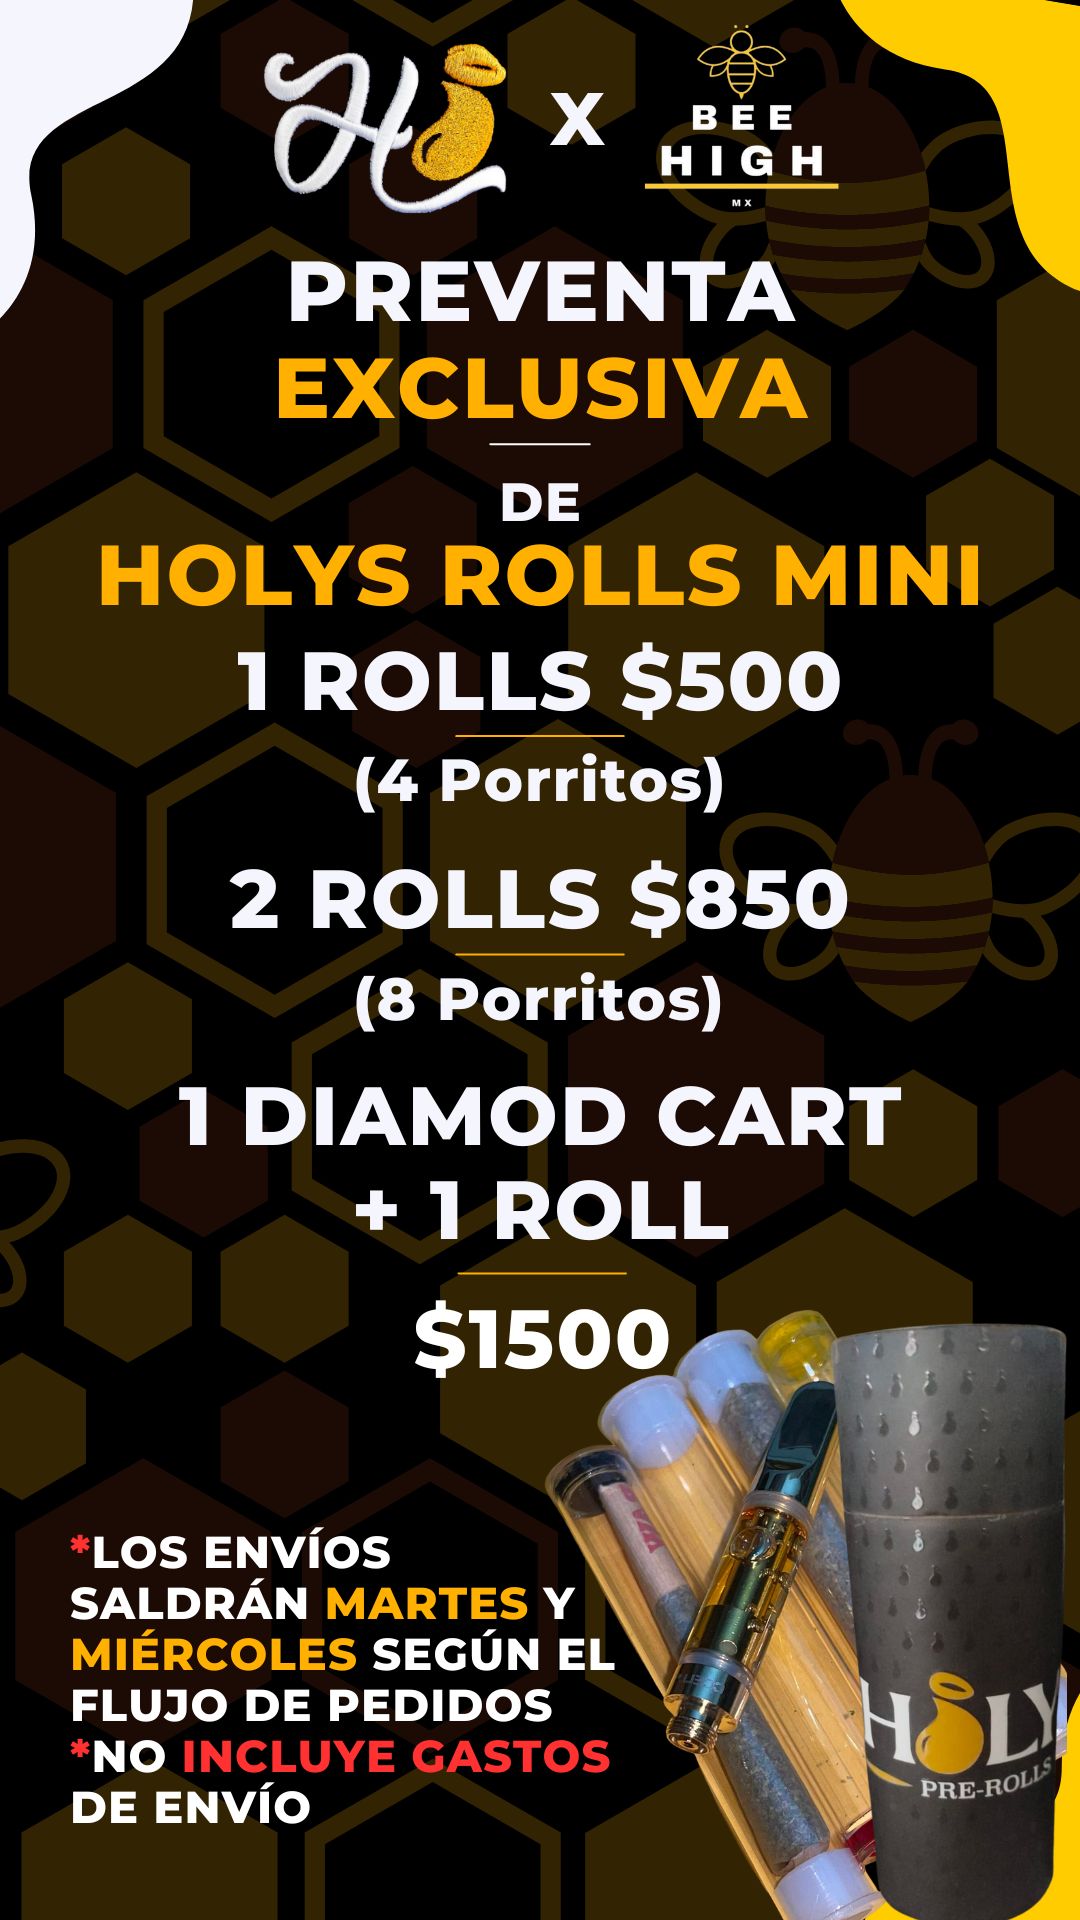 X
BEE
HIGH
MX
PREVENTA
EXCLUSIVA
DE
HOLYS ROLLS MINI
1 ROLLS $500
(4 Porritos)
2 ROLLS $850
(8 Porritos)
1 DIAMOD CART
+ 1 ROLL
$1500
*LOS ENVÍOS
SALDRÁN MARTES Y
MIÉRCOLES SEGÚN EL
FLUJO DE PEDIDOS
*NO INCLUYE GASTOS
DE ENVÍO
HOLY
PRE-ROLLS